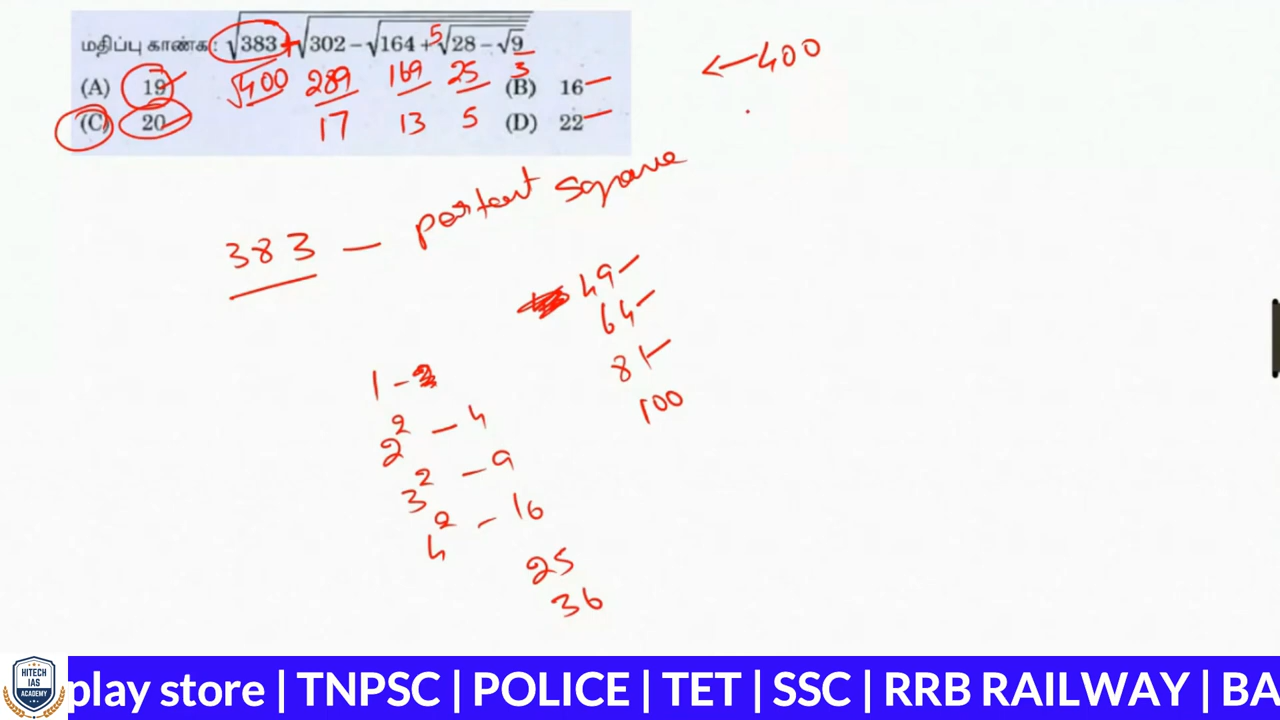 மதிப்பு காண்க : √383 + √302 − √164 + √28 − √9
5
3
(A) 19 √400 289 169 25 (B) 16
(C) 20 17 13 5 (D) 22
←400
383 — perfect square
49
64
81
100
1 -
2² - 4
3² - 9
4² - 16
25
36
HITECH
IAS
ACADEMY
play store | TNPSC | POLICE | TET | SSC | RRB RAILWAY | BA